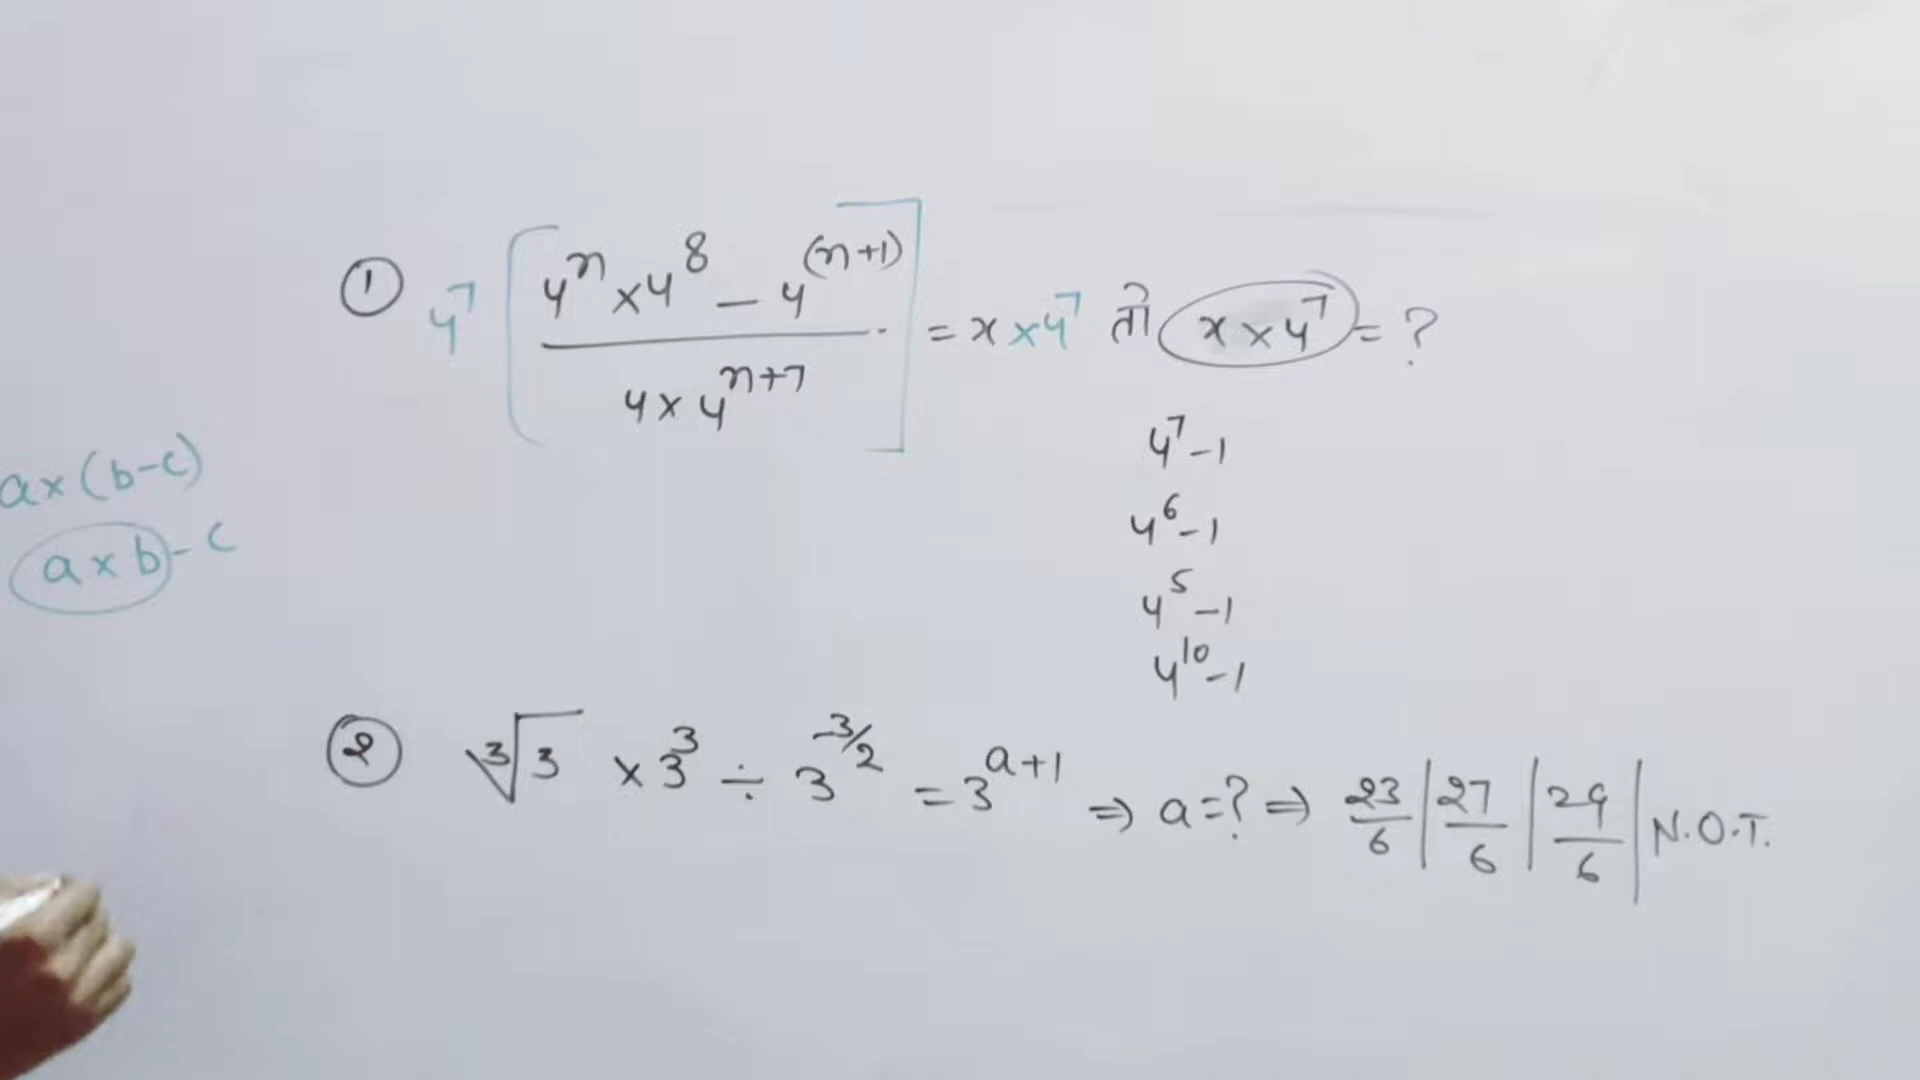 ① 4⁷ [ (4ⁿ × 4⁸ − 4⁽ⁿ⁺¹⁾) / (4 × 4ⁿ⁺⁷) ] = x × 4⁷ तो x × 4⁷ = ?
4⁷ − 1
4⁶ − 1
4⁵ − 1
4¹⁰ − 1
a × (b − c)
a × b − c
② ∛3 × 3³ ÷ 3^(-3/2) = 3^(a+1) ⇒ a = ? ⇒ 23/6 | 27/6 | 29/6 | N.O.T.